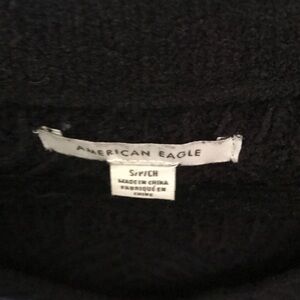 AMERICAN EAGLE
S/P/CH
MADE IN CHINA
FABRIQUÉ EN
CHINE